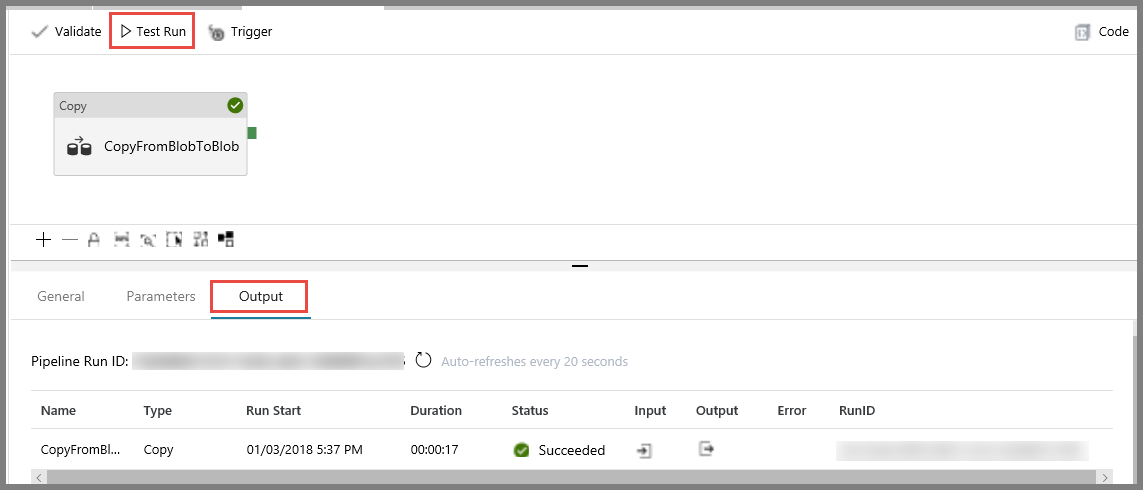 Validate Test Run Trigger Code
Copy
CopyFromBlobToBlob
General Parameters Output
Pipeline Run ID: Auto-refreshes every 20 seconds
Name Type Run Start Duration Status Input Output Error RunID
CopyFromBl... Copy 01/03/2018 5:37 PM 00:00:17 Succeeded